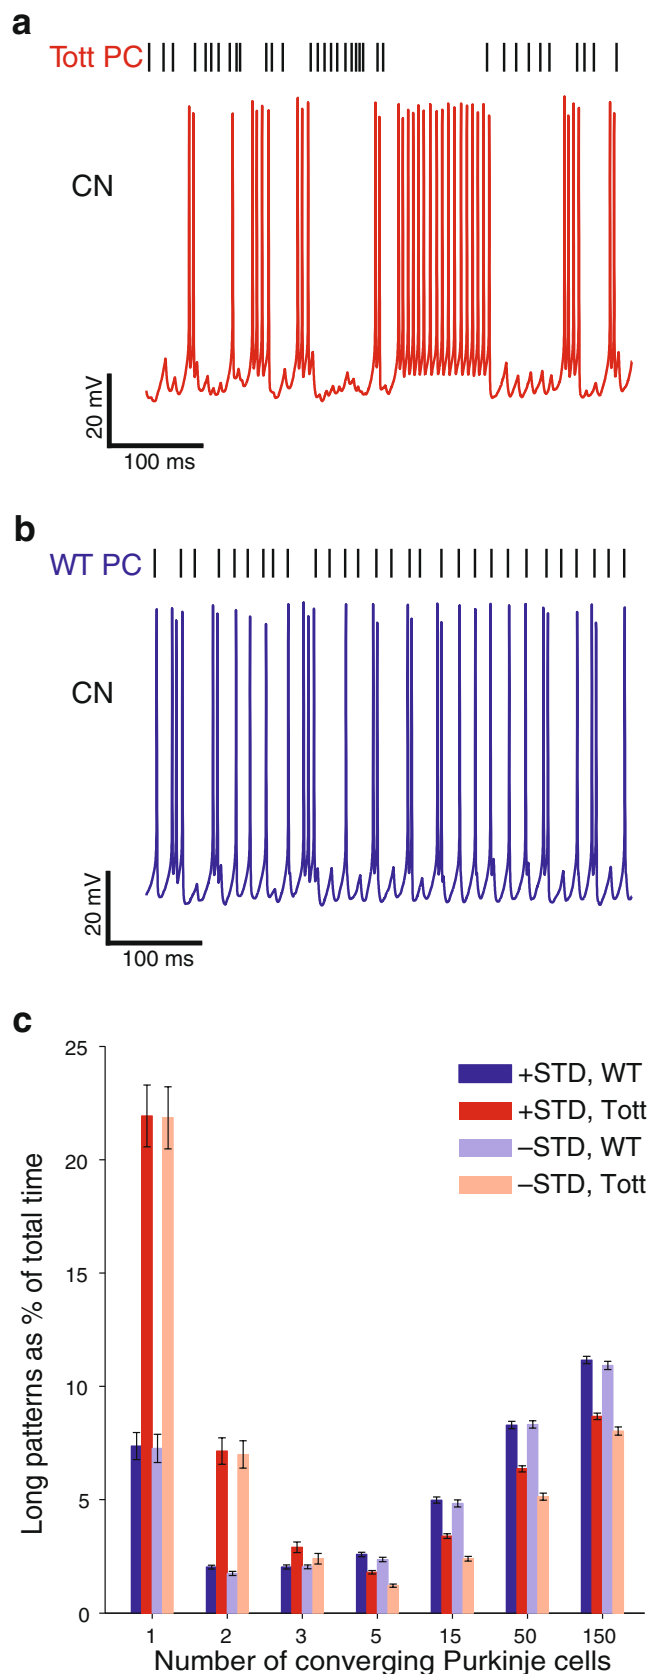 a
Tott PC
CN
20 mV
100 ms
b
WT PC
CN
20 mV
100 ms
c
25
20
15
10
5
0
Long patterns as % of total time
+STD, WT
+STD, Tott
–STD, WT
–STD, Tott
1 2 3 5 15 50 150
Number of converging Purkinje cells